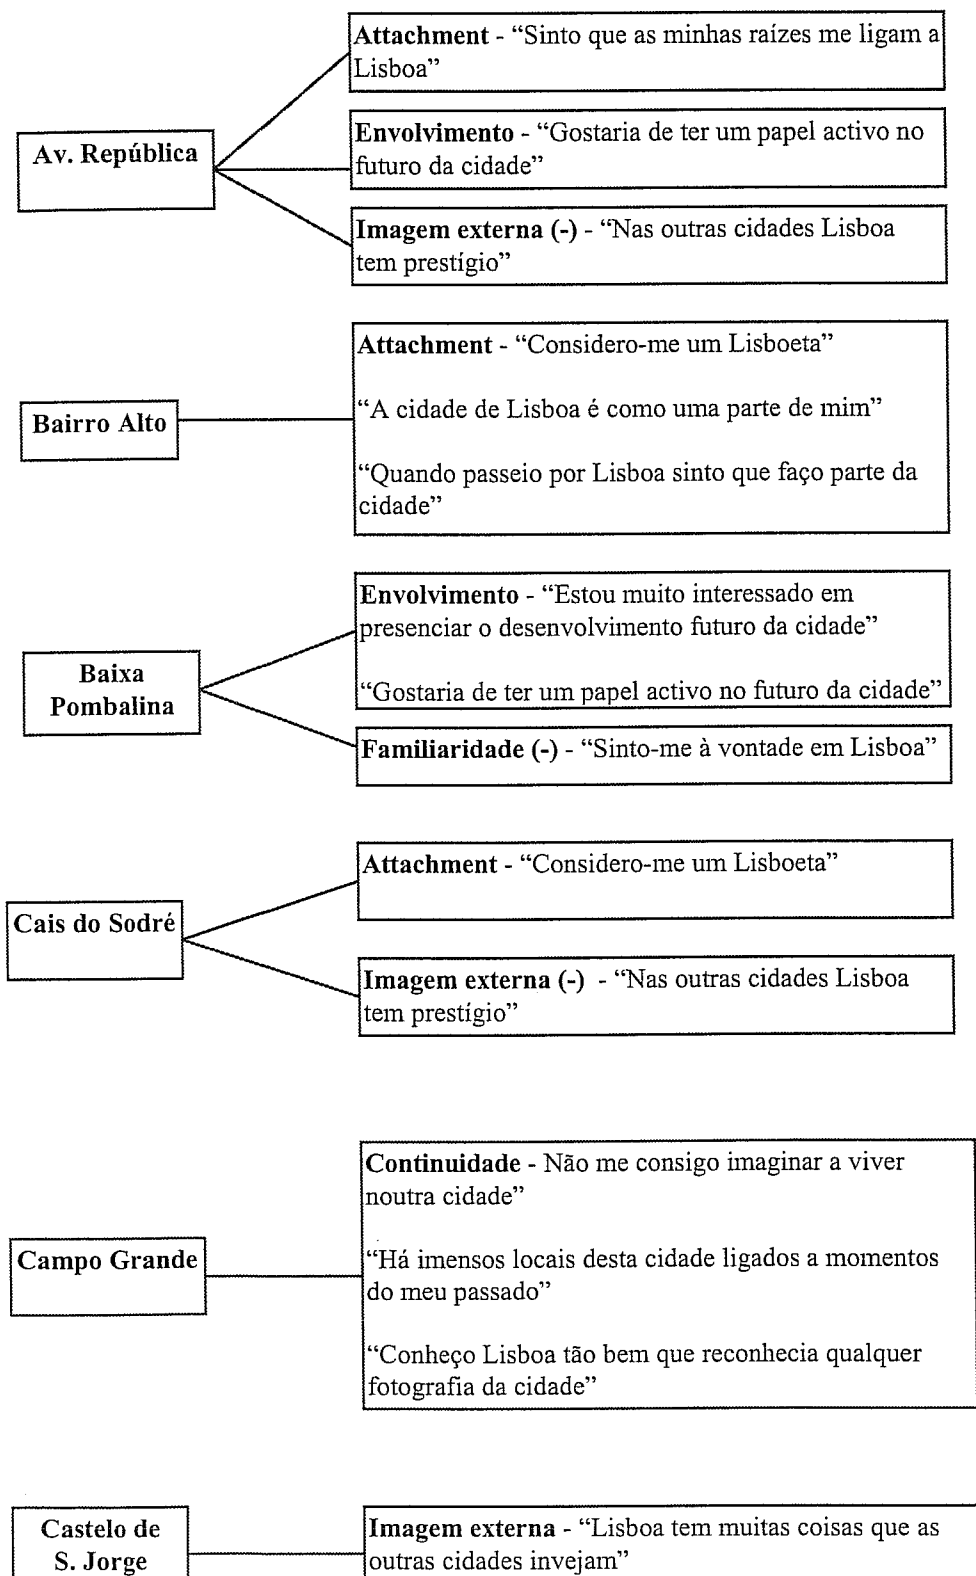 Av. República
Attachment - “Sinto que as minhas raízes me ligam a
Lisboa”
Envolvimento - “Gostaria de ter um papel activo no
futuro da cidade”
Imagem externa (-) - “Nas outras cidades Lisboa
tem prestígio”
Bairro Alto
Attachment - “Considero-me um Lisboeta”
“A cidade de Lisboa é como uma parte de mim”
“Quando passeio por Lisboa sinto que faço parte da
cidade”
Baixa
Pombalina
Envolvimento - “Estou muito interessado em
presenciar o desenvolvimento futuro da cidade”
“Gostaria de ter um papel activo no futuro da cidade”
Familiaridade (-) - “Sinto-me à vontade em Lisboa”
Cais do Sodré
Attachment - “Considero-me um Lisboeta”
Imagem externa (-) - “Nas outras cidades Lisboa
tem prestígio”
Campo Grande
Continuidade - Não me consigo imaginar a viver
noutra cidade”
“Há imensos locais desta cidade ligados a momentos
do meu passado”
“Conheço Lisboa tão bem que reconhecia qualquer
fotografia da cidade”
Castelo de
S. Jorge
Imagem externa - “Lisboa tem muitas coisas que as
outras cidades invejam”